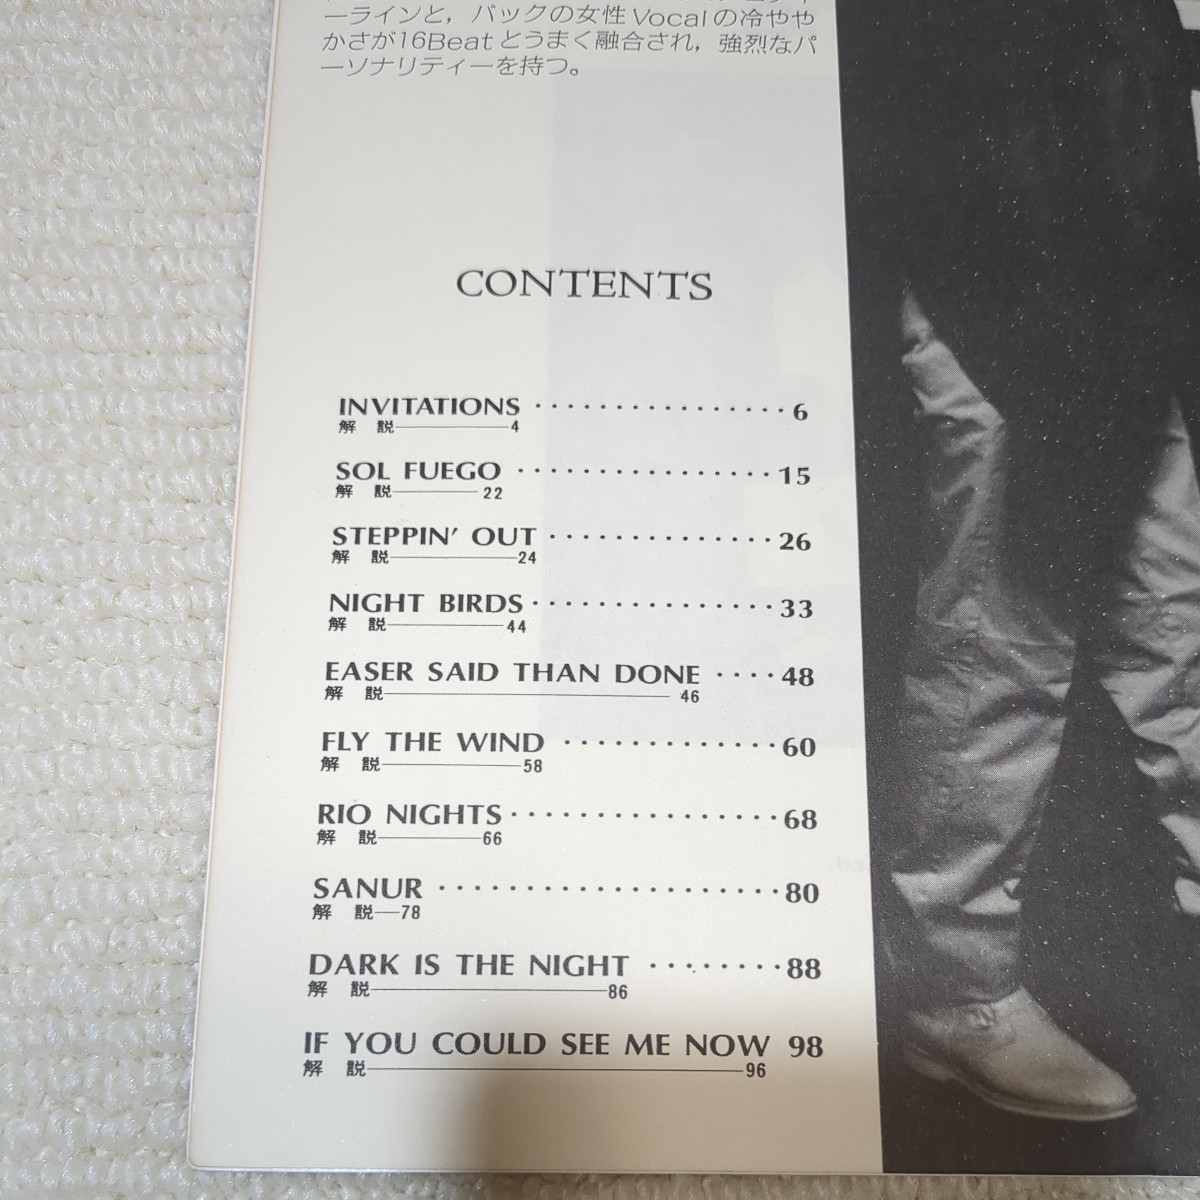 ーラインと，バックの女性Vocalの冷やや
かさが16Beatとうまく融合され，強烈なパ
ーソナリティーを持つ。
CONTENTS
INVITATIONS ················ 6
解 説————4
SOL FUEGO ················ 15
解 説————22
STEPPIN' OUT ·············· 26
解 説————24
NIGHT BIRDS ··············· 33
解 説————44
EASER SAID THAN DONE ···· 48
解 説————46
FLY THE WIND ············· 60
解 説————58
RIO NIGHTS ················· 68
解 説————66
SANUR ····················· 80
解 説—78
DARK IS THE NIGHT ········ 88
解 説————86
IF YOU COULD SEE ME NOW 98
解 説————96